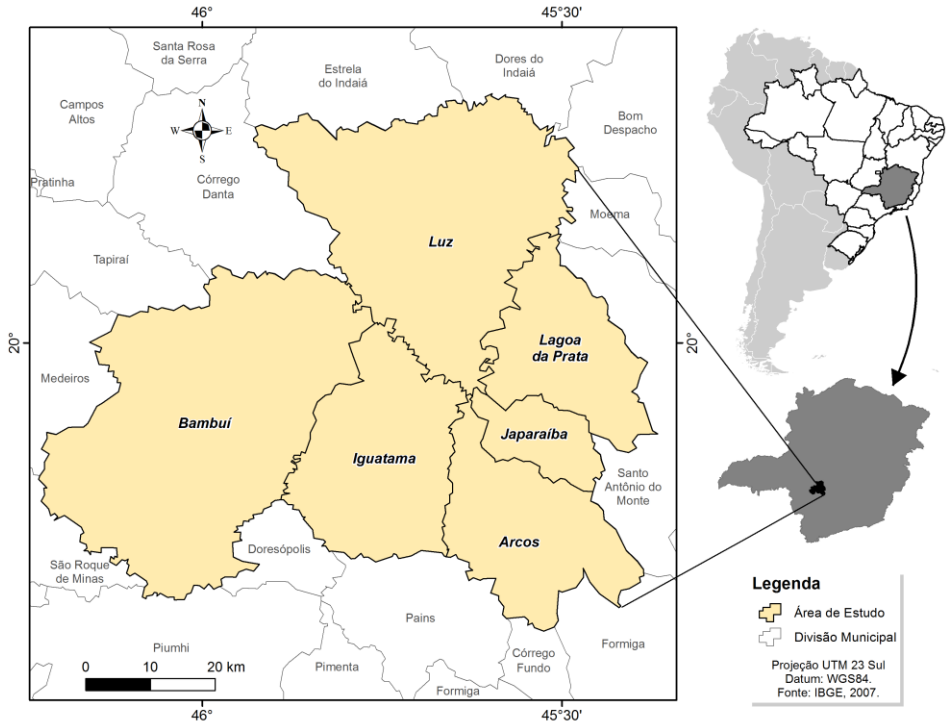 46°
45°30'
Santa Rosa
da Serra
Estrela
do Indaiá
Dores do
Indaiá
Campos
Altos
N
W
E
S
Bom
Despacho
Pratinha
Córrego
Danta
Moema
Luz
Tapiraí
20°
20°
Lagoa
da Prata
Medeiros
Bambuí
Japaraíba
Iguatama
Santo
Antônio do
Monte
Arcos
Doresópolis
São Roque
de Minas
Pains
Piumhi
Formiga
Córrego
Fundo
Pimenta
Formiga
0
10
20 km
46°
45°30'
Legenda
Área de Estudo
Divisão Municipal
Projeção UTM 23 Sul
Datum: WGS84.
Fonte: IBGE, 2007.